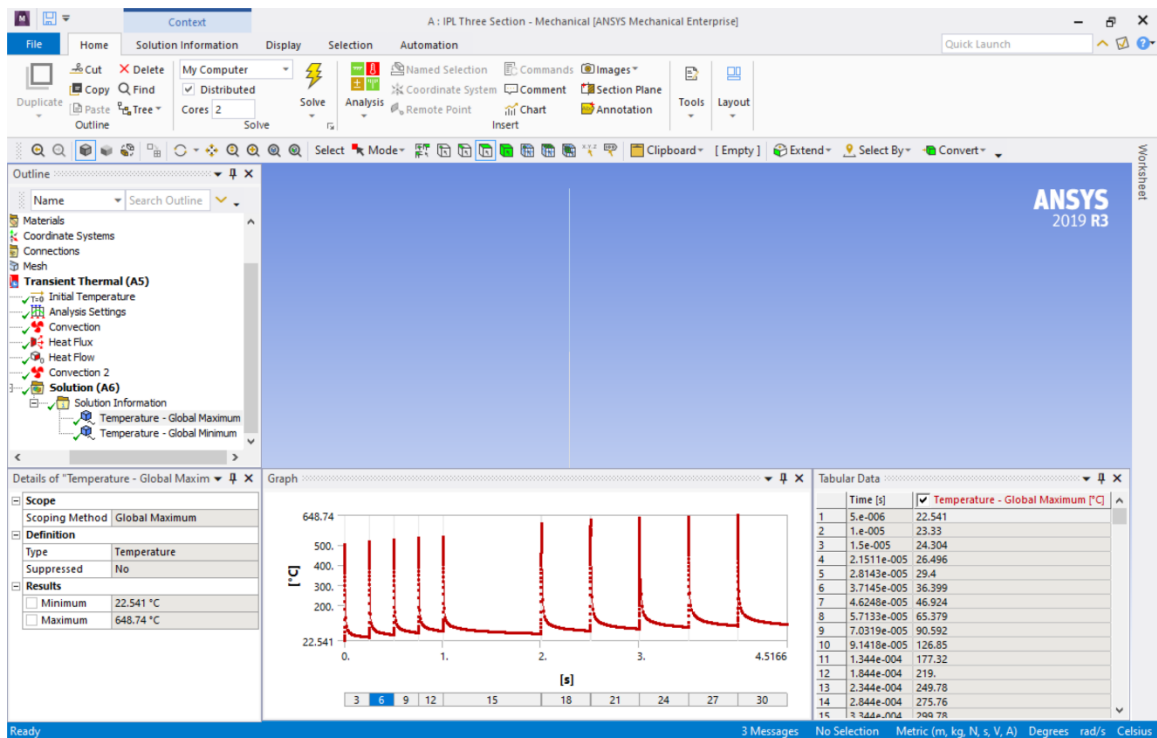 M
Context
A : IPL Three Section - Mechanical [ANSYS Mechanical Enterprise]
File Home Solution Information Display Selection Automation
Quick Launch
Duplicate
Cut Delete
Copy Find
Paste Tree
Outline
My Computer
Distributed
Cores 2
Solve
Solve
Analysis
Named Selection Commands Images
Coordinate System Comment Section Plane
Remote Point Chart Annotation
Insert
Tools Layout
Select Mode Clipboard [ Empty ] Extend Select By Convert
Worksheet
Outline
Name Search Outline
Materials
Coordinate Systems
Connections
Mesh
Transient Thermal (A5)
T=0 Initial Temperature
Analysis Settings
Convection
Heat Flux
Heat Flow
Convection 2
Solution (A6)
Solution Information
Temperature - Global Maximum
Temperature - Global Minimum
ANSYS
2019 R3
Details of "Temperature - Global Maxim
Scope
Scoping Method Global Maximum
Definition
Type Temperature
Suppressed No
Results
Minimum 22.541 °C
Maximum 648.74 °C
Graph
648.74
500.
400.
300.
200.
22.541
[°C]
0. 1. 2. 3. 4.5166
[s]
3 6 9 12 15 18 21 24 27 30
Tabular Data
Time [s] Temperature - Global Maximum [°C]
1 5.e-006 22.541
2 1.e-005 23.33
3 1.5e-005 24.304
4 2.1511e-005 26.496
5 2.8143e-005 29.4
6 3.7145e-005 36.399
7 4.6248e-005 46.924
8 5.7133e-005 65.379
9 7.0319e-005 90.592
10 9.1418e-005 126.85
11 1.344e-004 177.32
12 1.844e-004 219.
13 2.344e-004 249.78
14 2.844e-004 275.76
15 3.344e-004 299.78
Ready
3 Messages No Selection Metric (m, kg, N, s, V, A) Degrees rad/s Celsius